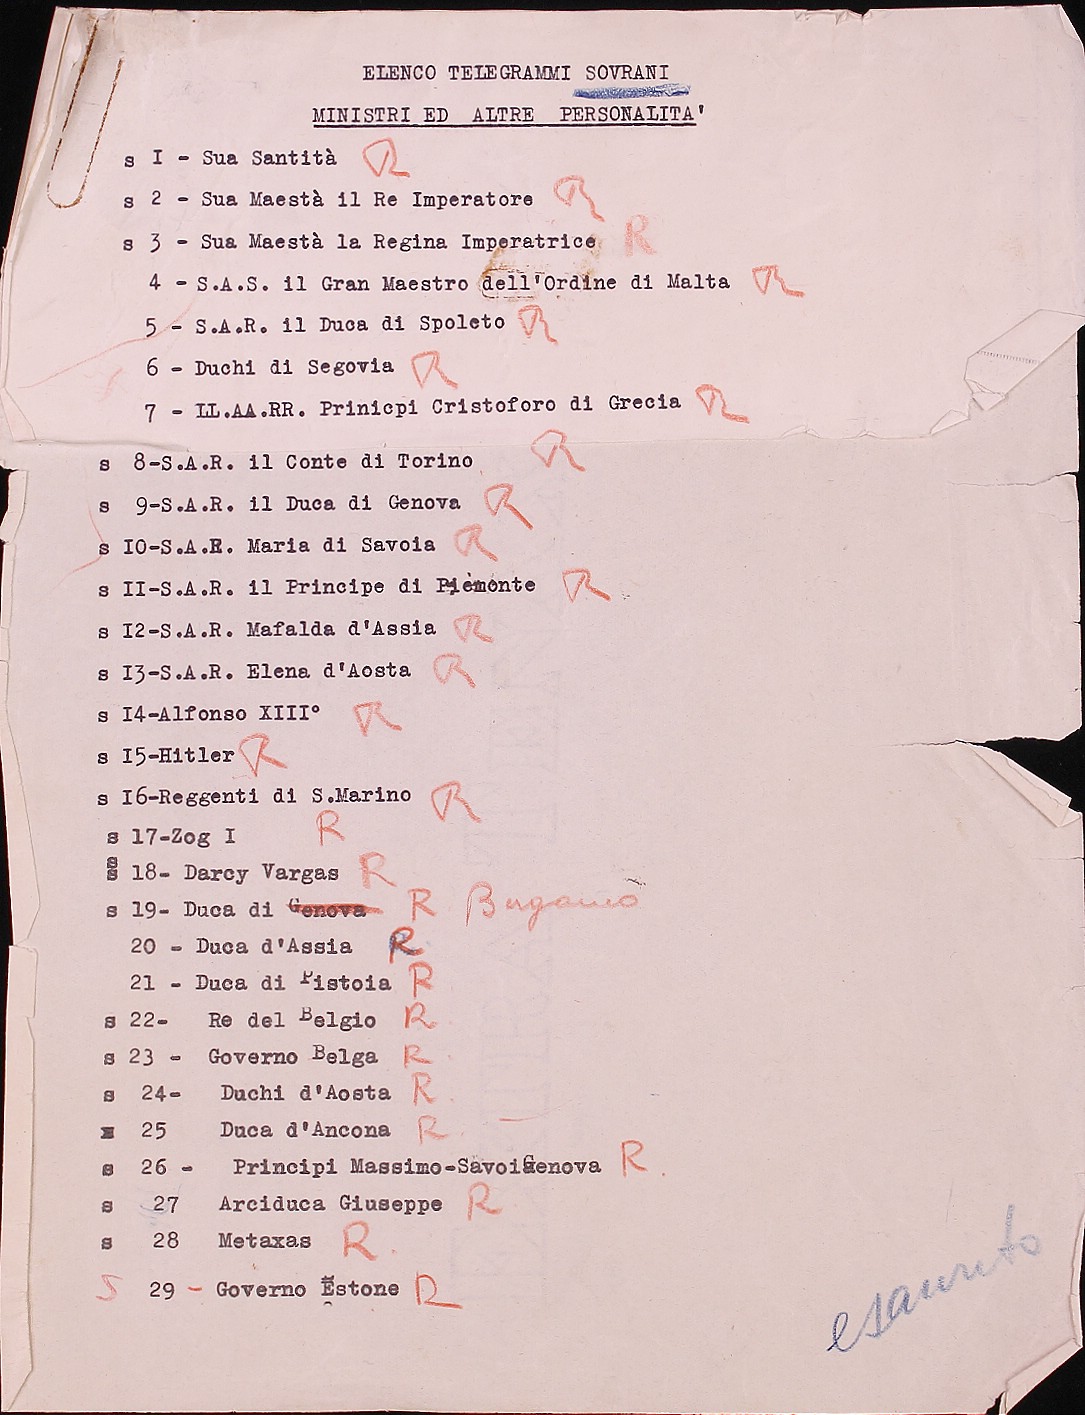 ELENCO TELEGRAMMI SOVRANI
MINISTRI ED ALTRE PERSONALITA'
s I - Sua Santità R
s 2 - Sua Maestà il Re Imperatore R
s 3 - Sua Maestà la Regina Imperatrice R
4 - S.A.S. il Gran Maestro dell'Ordine di Malta R
5 - S.A.R. il Duca di Spoleto R
6 - Duchi di Segovia R
7 - LL.AA.RR. Prinicpi Cristoforo di Grecia R
s 8-S.A.R. il Conte di Torino R
s 9-S.A.R. il Duca di Genova R
s IO-S.A.R. Maria di Savoia R
s II-S.A.R. il Principe di Pièmonte R
s I2-S.A.R. Mafalda d'Assia R
s I3-S.A.R. Elena d'Aosta R
s I4-Alfonso XIII° R
s I5-Hitler R
s I6-Reggenti di S.Marino R
s 17-Zog I R
s 18- Darcy Vargas R
s 19- Duca di Genova R Bergamo
20 - Duca d'Assia R
21 - Duca di Pistoia R
s 22- Re del Belgio R
s 23 - Governo Belga R
s 24- Duchi d'Aosta R
25 Duca d'Ancona R
s 26 - Principi Massimo-SavoiGenova R.
s 27 Arciduca Giuseppe R
s 28 Metaxas R.
S 29 - Governo Estone R
esaurito